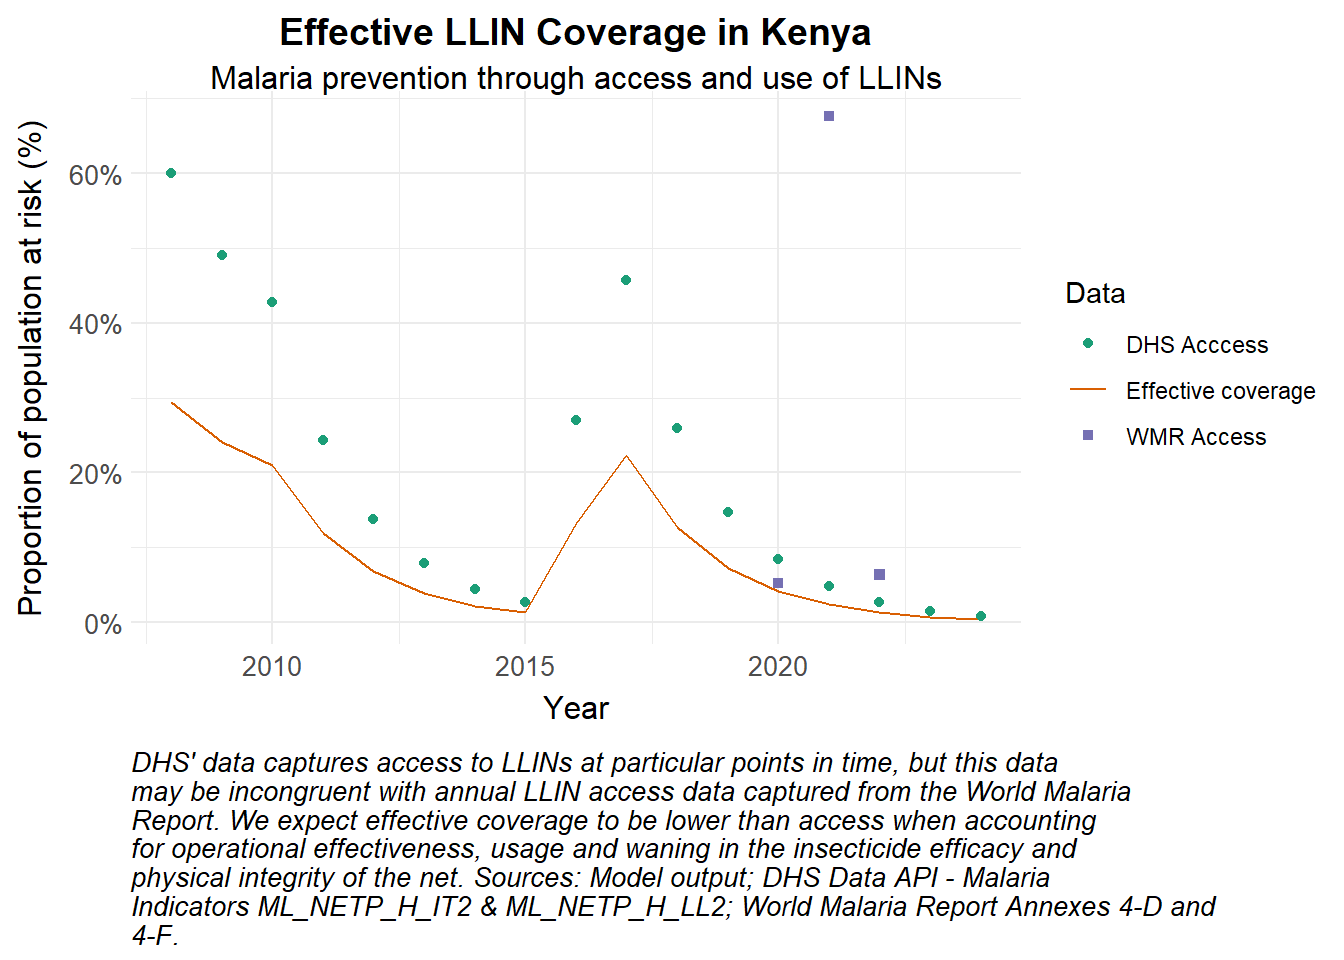 Effective LLIN Coverage in Kenya
Malaria prevention through access and use of LLINs
Proportion of population at risk (%)
60%
40%
20%
0%
2010
2015
2020
Year
Data
DHS Acccess
Effective coverage
WMR Access
DHS' data captures access to LLINs at particular points in time, but this data
may be incongruent with annual LLIN access data captured from the World Malaria
Report. We expect effective coverage to be lower than access when accounting
for operational effectiveness, usage and waning in the insecticide efficacy and
physical integrity of the net. Sources: Model output; DHS Data API - Malaria
Indicators ML_NETP_H_IT2 & ML_NETP_H_LL2; World Malaria Report Annexes 4-D and
4-F.